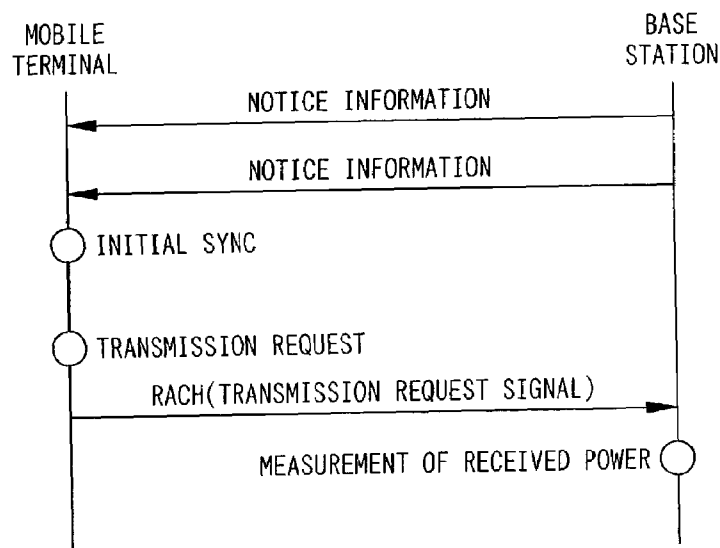 MOBILE
TERMINAL
BASE
STATION
NOTICE INFORMATION
NOTICE INFORMATION
INITIAL SYNC
TRANSMISSION REQUEST
RACH(TRANSMISSION REQUEST SIGNAL)
MEASUREMENT OF RECEIVED POWER